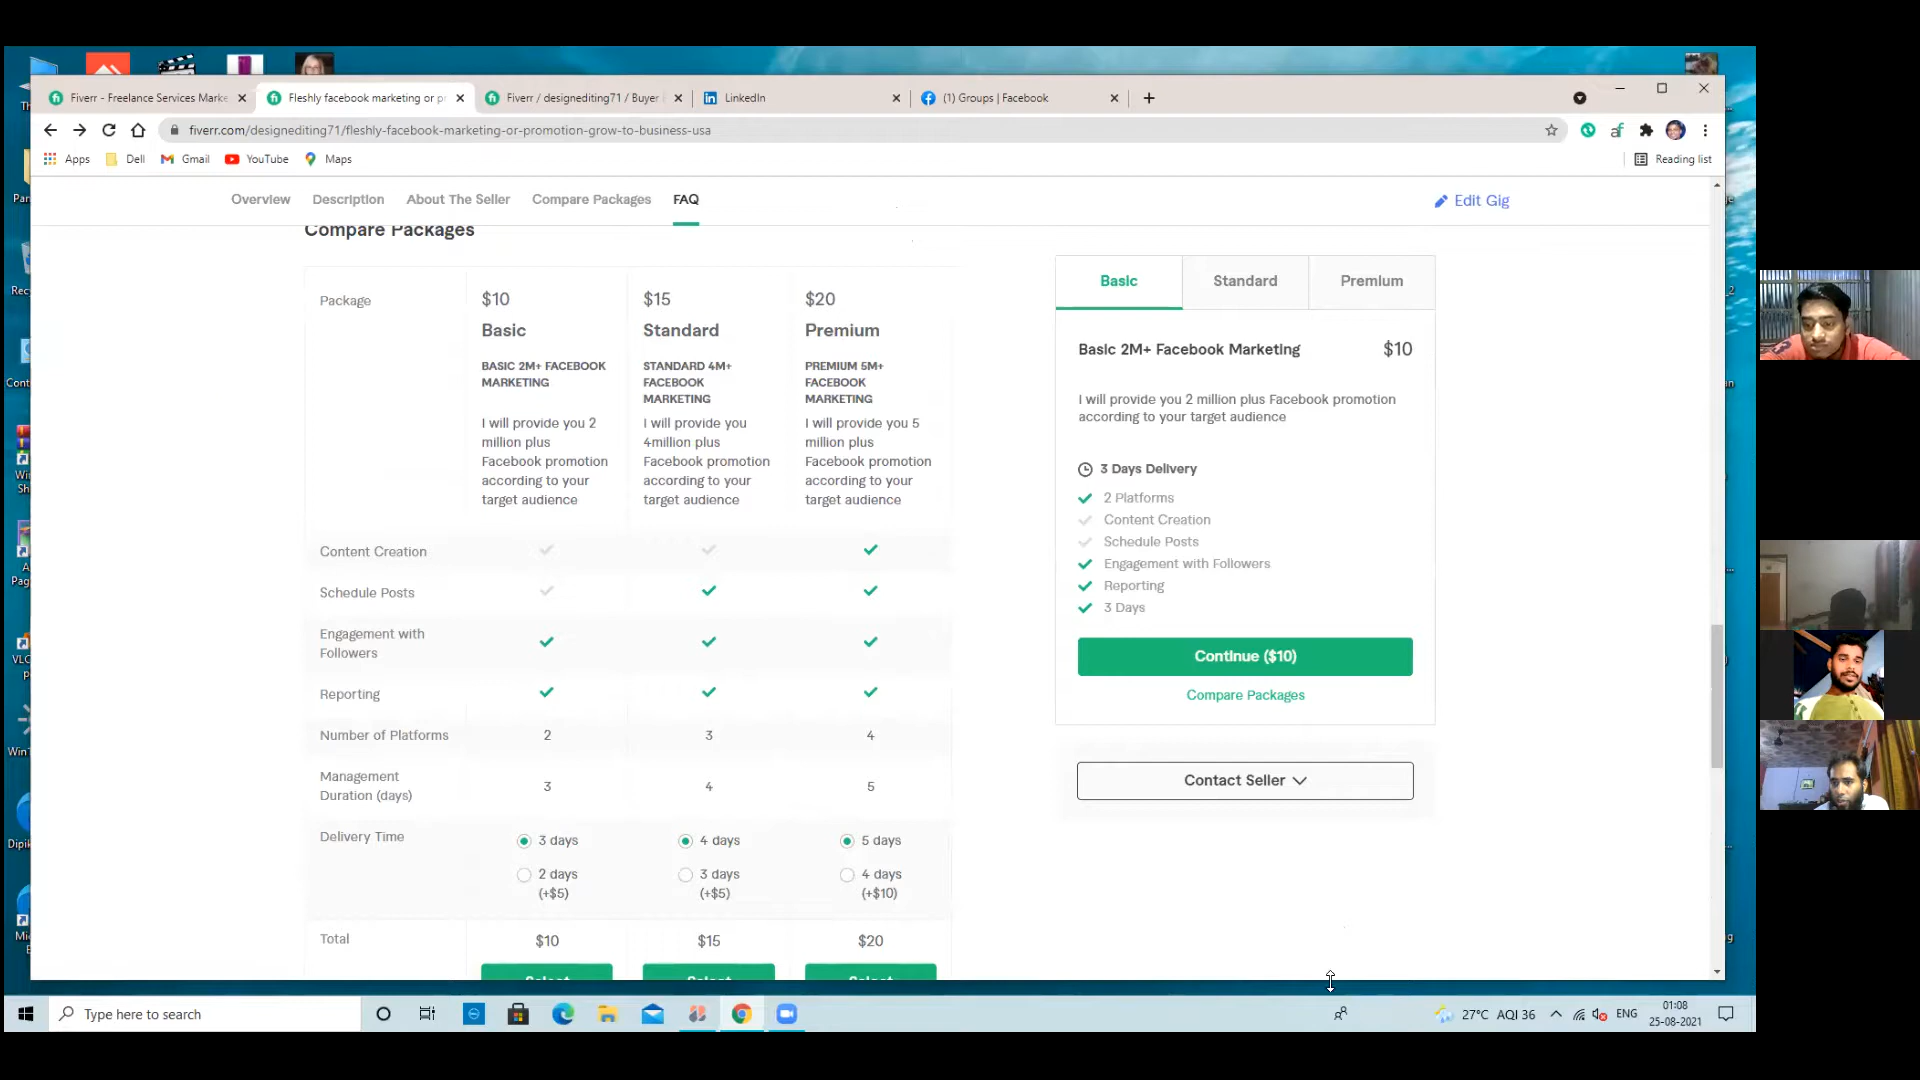 Fiverr - Freelance Services Marke
Fleshly facebook marketing or pr
Fiverr / designediting71 / Buyer
LinkedIn
(1) Groups | Facebook
fiverr.com/designediting71/fleshly-facebook-marketing-or-promotion-grow-to-business-usa
Apps
Dell
Gmail
YouTube
Maps
Reading list
Overview
Description
About The Seller
Compare Packages
FAQ
Edit Gig
Compare Packages
Package
$10
Basic
BASIC 2M+ FACEBOOK
MARKETING
I will provide you 2
million plus
Facebook promotion
according to your
target audience
$15
Standard
STANDARD 4M+
FACEBOOK
MARKETING
I will provide you
4million plus
Facebook promotion
according to your
target audience
$20
Premium
PREMIUM 5M+
FACEBOOK
MARKETING
I will provide you 5
million plus
Facebook promotion
according to your
target audience
Content Creation
Schedule Posts
Engagement with
Followers
Reporting
Number of Platforms
2
3
4
Management
Duration (days)
3
4
5
Delivery Time
3 days
4 days
5 days
2 days
(+$5)
3 days
(+$5)
4 days
(+$10)
Total
$10
$15
$20
Select
Select
Select
Basic
Standard
Premium
Basic 2M+ Facebook Marketing
$10
I will provide you 2 million plus Facebook promotion
according to your target audience
3 Days Delivery
2 Platforms
Content Creation
Schedule Posts
Engagement with Followers
Reporting
3 Days
Continue ($10)
Compare Packages
Contact Seller
Type here to search
27°C AQI 36
ENG
01:08
25-08-2021